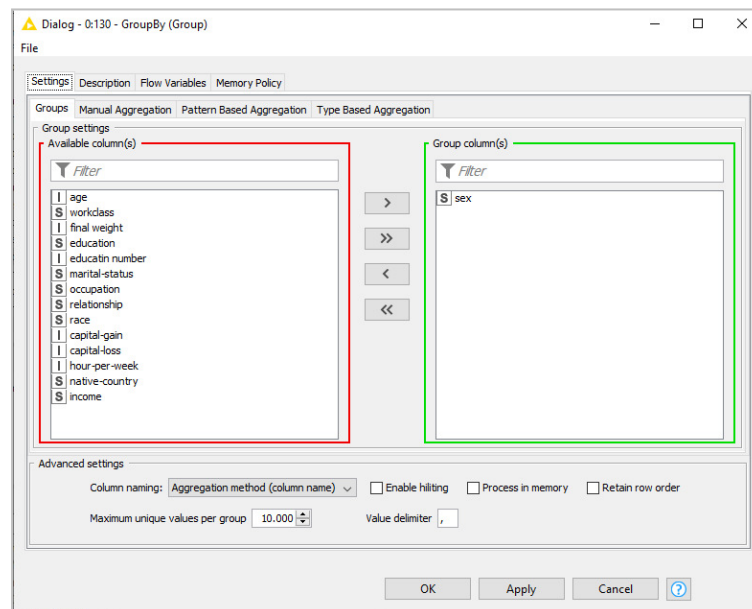 Dialog - 0:130 - GroupBy (Group)
File
Settings Description Flow Variables Memory Policy
Groups Manual Aggregation Pattern Based Aggregation Type Based Aggregation
Group settings
Available column(s)
Group column(s)
Filter
Filter
I age
S workclass
I final weight
S education
I educatin number
S marital-status
S occupation
S relationship
S race
I capital-gain
I capital-loss
I hour-per-week
S native-country
S income
>
>>
<
<<
S sex
Advanced settings
Column naming: Aggregation method (column name) Enable hiliting Process in memory Retain row order
Maximum unique values per group 10.000 Value delimiter ,
OK Apply Cancel ?